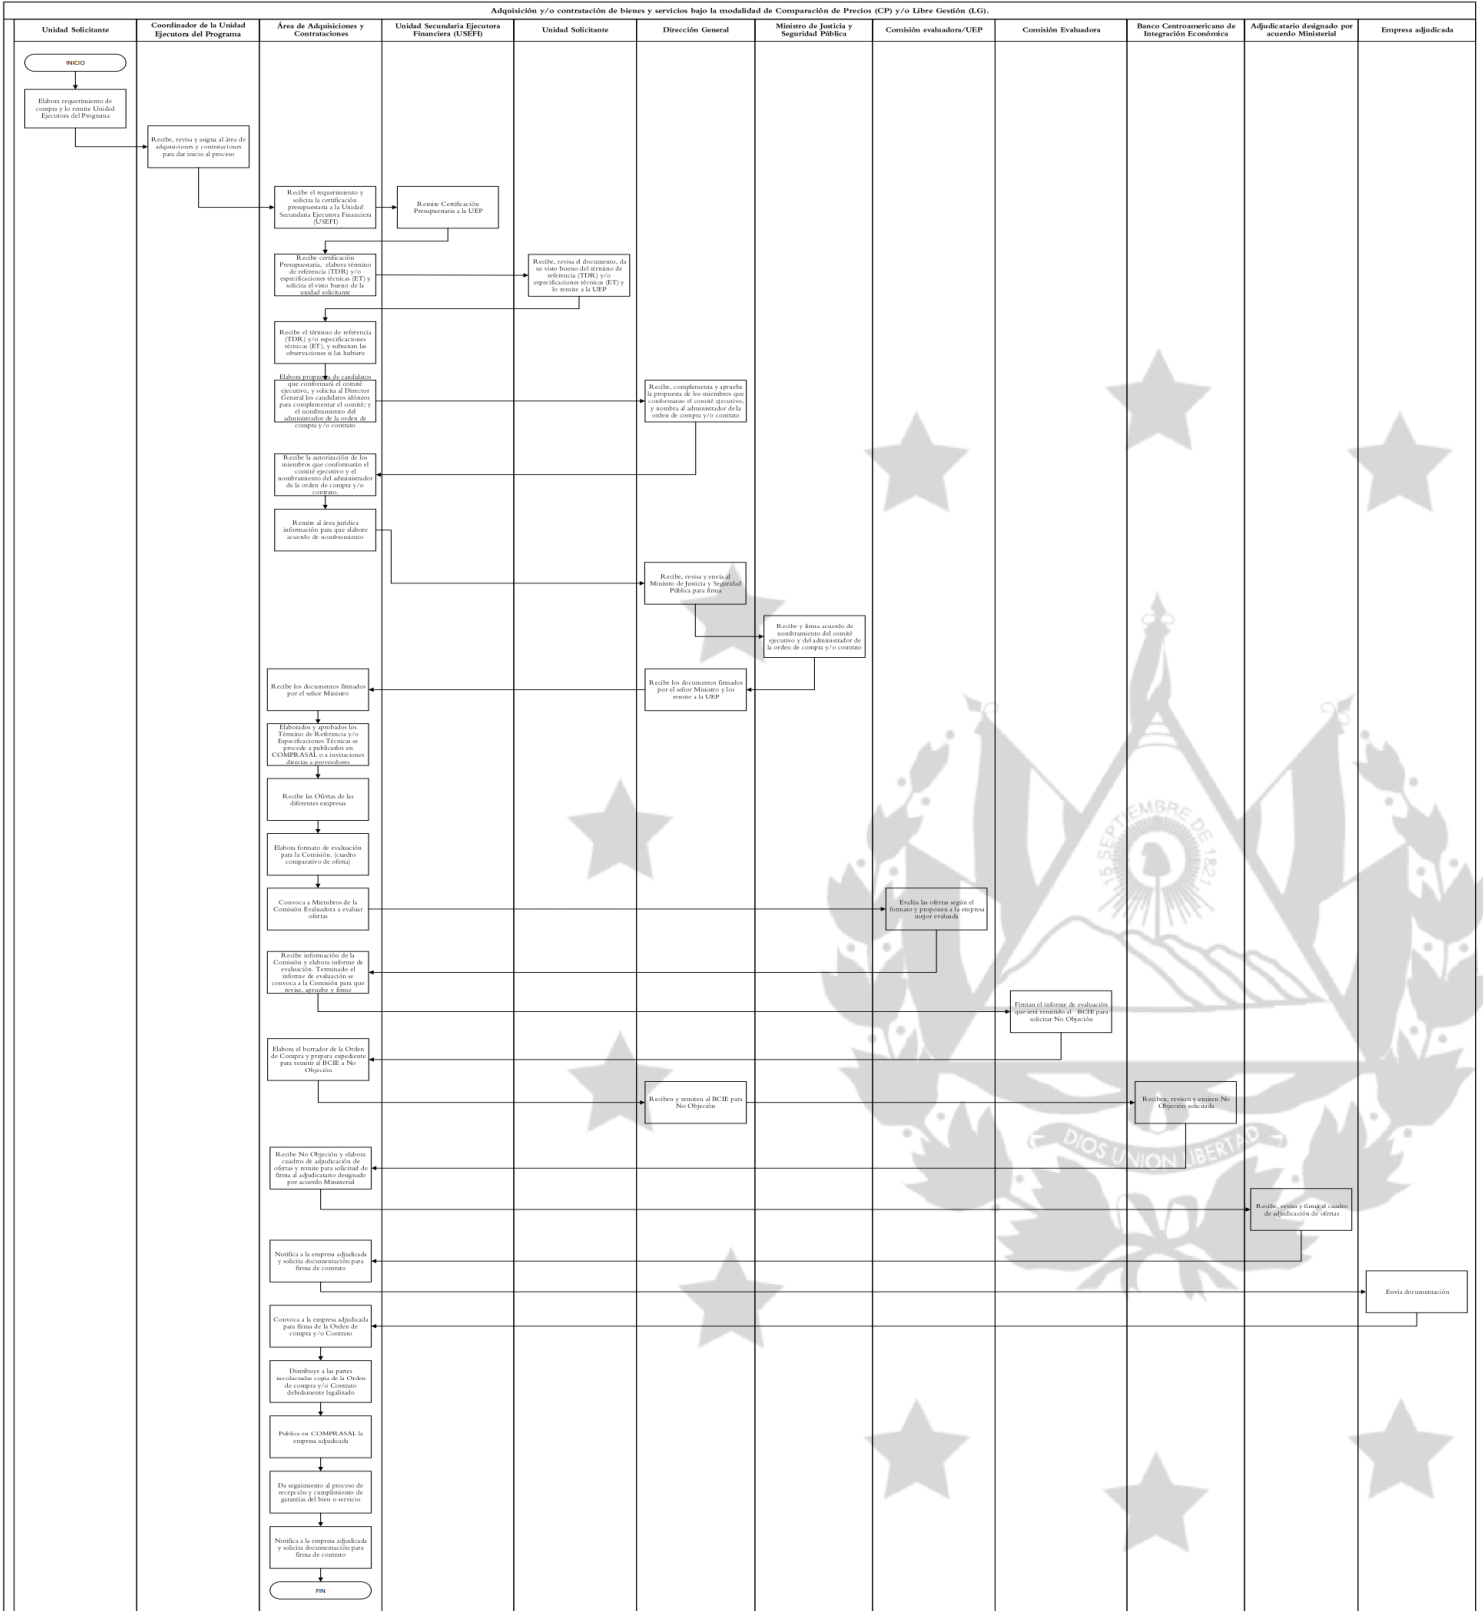 Adquisición y/o contratación de bienes y servicios bajo la modalidad de Comparación de Precios (CP) y/o Libre Gestión (LG).
Unidad Solicitante
Coordinador de la Unidad
Ejecutora del Programa
Área de Adquisiciones y
Contrataciones
Unidad Secundaria Ejecutora
Financiera (USEFI)
Unidad Solicitante
Dirección General
Ministro de Justicia y
Seguridad Pública
Comisión evaluadora/UEP
Comisión Evaluadora
Banco Centroamericano de
Integración Económica
Adjudicatario designado por
acuerdo Ministerial
Empresa adjudicada
INICIO
Elabora requerimiento de
compra y lo remite Unidad
Ejecutora del Programa
Recibe, revisa y asigna al área de
adquisiciones y contrataciones
para dar inicio al proceso
Recibe el requerimiento y
solicita la certificación
presupuestaria a la Unidad
Secundaria Ejecutora Financiera
(USEFI)
Remite Certificación
Presupuestaria a la UEP
Recibe certificación
Presupuestaria, elabora término
de referencia (TDR) y/o
especificaciones técnicas (ET) y
solicita el visto bueno de la
unidad solicitante
Recibe, revisa el documento, da
su visto bueno del término de
referencia (TDR) y/o
especificaciones técnicas (ET) y
lo remite a la UEP
Recibe el término de referencia
(TDR) y/o especificaciones
técnicas (ET), y subsanan las
observaciones si las hubiere
Elabora propuesta de candidatos
que conformará el comité
ejecutivo, y solicita al Director
General los candidatos idóneos
para complementar el comité; y
el nombramiento del
administrador de la orden de
compra y/o contrato
Recibe, complementa y aprueba
la propuesta de los miembros que
conformaran el comité ejecutivo,
y nombra al administrador de la
orden de compra y/o contrato
Recibe la autorización de los
miembros que conformarán el
comité ejecutivo y el
nombramiento del administrador
de la orden de compra y/o
contrato.
Remite al área jurídica
información para que elabore
acuerdo de nombramiento
Recibe, revisa y envía al
Ministro de Justicia y Seguridad
Pública para firma
Recibe y firma acuerdo de
nombramiento del comité
ejecutivo y del administrador de
la orden de compra y/o contrato
Recibe los documentos firmados
por el señor Ministro
Recibe los documentos firmados
por el señor Ministro y los
remite a la UEP
Elaborados y aprobados los
Término de Referencia y/o
Especificaciones Técnicas se
procede a publicarlos en
COMPRASAL o a invitaciones
directas a proveedores
Recibe las Ofertas de las
diferentes empresas
Elabora formato de evaluación
para la Comisión. (cuadro
comparativo de oferta)
Convoca a Miembros de la
Comisión Evaluadora a evaluar
ofertas
Evalúa las ofertas según el
formato y proponen a la empresa
mejor evaluada
Recibe información de la
Comisión y elabora informe de
evaluación. Terminado el
informe de evaluación se
convoca a la Comisión para que
revise, apruebe y firme
Firman el informe de evaluación
que será remitido al BCIE para
solicitar No Objeción
Elabora el borrador de la Orden
de Compra y prepara expediente
para remitir al BCIE a No
Objeción
Reciben y remiten al BCIE para
No Objeción
Reciben, revisan y emiten No
Objeción solicitada
Recibe No Objeción y elabora
cuadros de adjudicación de
ofertas y remite para solicitud de
firma al adjudicatario designado
por acuerdo Ministerial
Recibe, revisa y firma el cuadro
de adjudicación de ofertas
Notifica a la empresa adjudicada
y solicita documentación para
firma de contrato
Envía documentación
Convoca a la empresa adjudicada
para firma de la Orden de
compra y/o Contrato
Distribuye a las partes
involucradas copia de la Orden
de compra y/o Contrato
debidamente legalizado
Publica en COMPRASAL la
empresa adjudicada
Da seguimiento al proceso de
recepción y cumplimiento de
garantías del bien o servicio
Notifica a la empresa adjudicada
y solicita documentación para
firma de contrato
FIN
15 SEPTIEMBRE DE 1821
DIOS UNION LIBERTAD